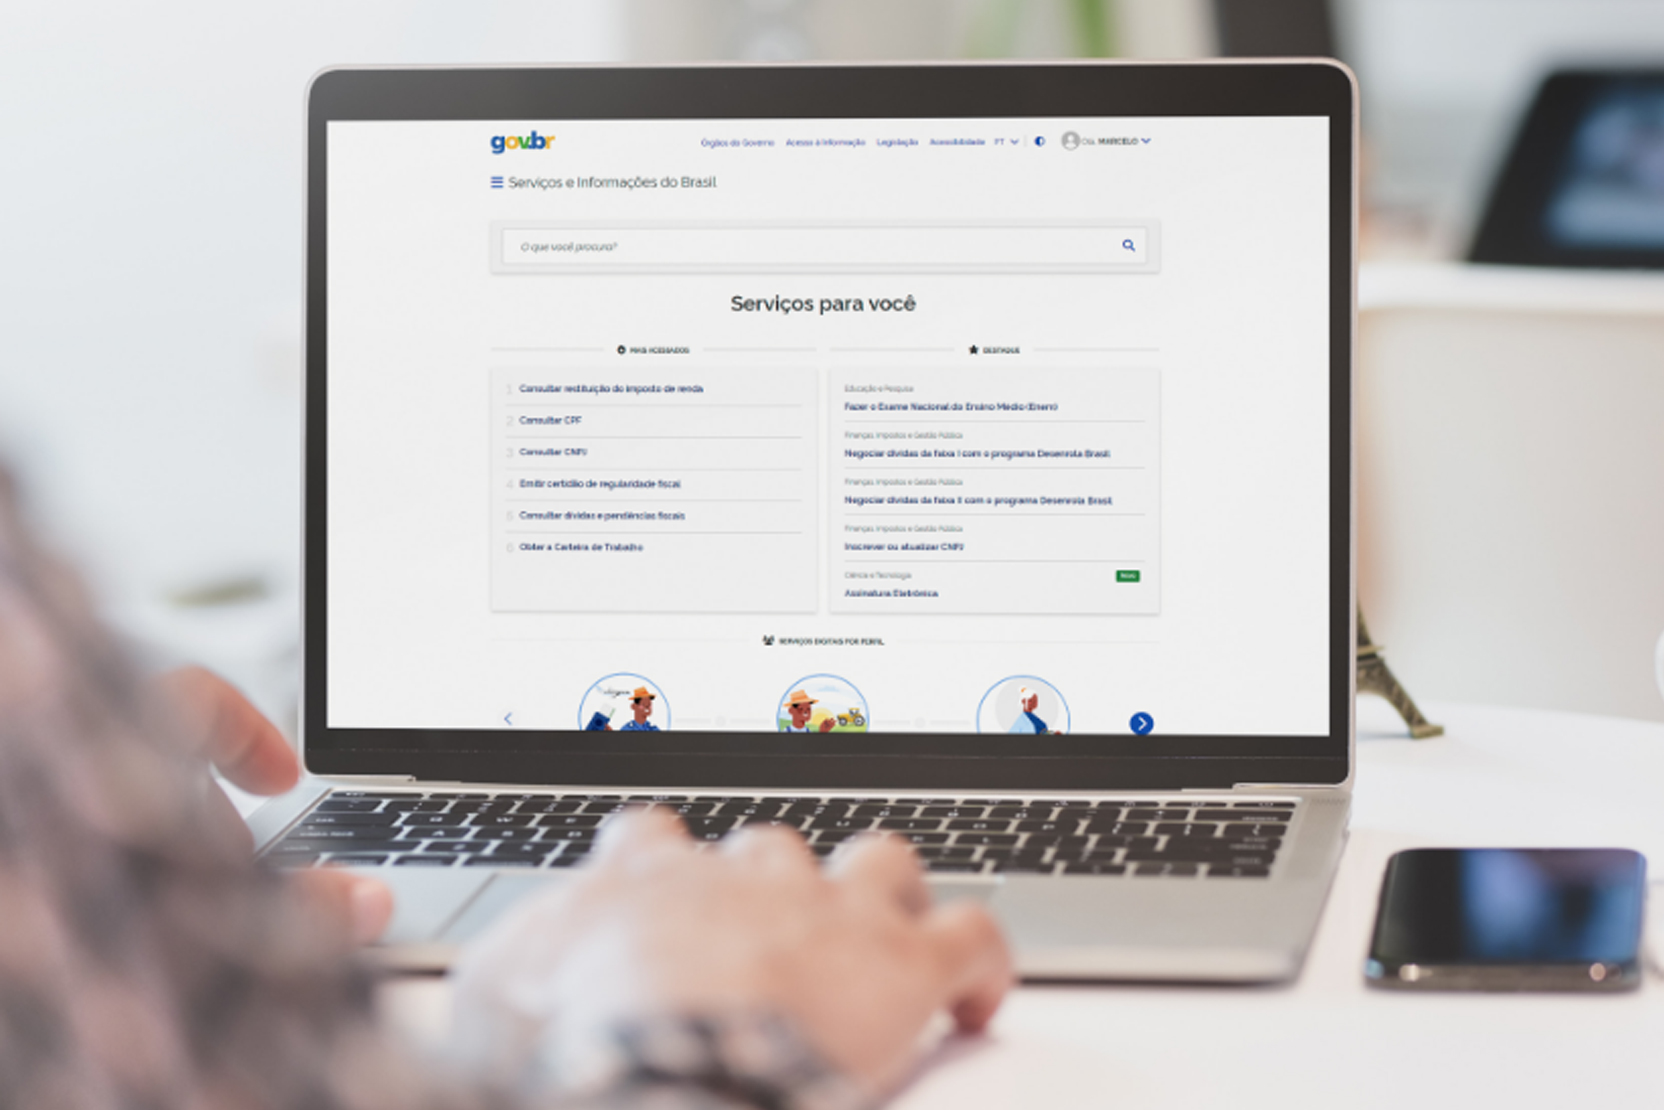 gov.br
Órgãos do Governo Acesso à Informação Legislação Acessibilidade PT Olá, MARCELO
Serviços e Informações do Brasil
O que você procura?
Serviços para você
MAIS ACESSADOS
1 Consultar restituição do imposto de renda
2 Consultar CPF
3 Consultar CNPJ
4 Emitir certidão de regularidade fiscal
5 Consultar dívidas e pendências fiscais
6 Obter a Carteira de Trabalho
DESTAQUE
Educação e Pesquisa
Fazer o Exame Nacional do Ensino Médio (Enem)
Finanças, Impostos e Gestão Pública
Negociar dívidas da faixa I com o programa Desenrola Brasil
Finanças, Impostos e Gestão Pública
Negociar dívidas da faixa II com o programa Desenrola Brasil
Finanças, Impostos e Gestão Pública
Inscrever ou atualizar CNPJ
Ciência e Tecnologia
Novo
Assinatura Eletrônica
SERVIÇOS DIGITAIS POR PERFIL